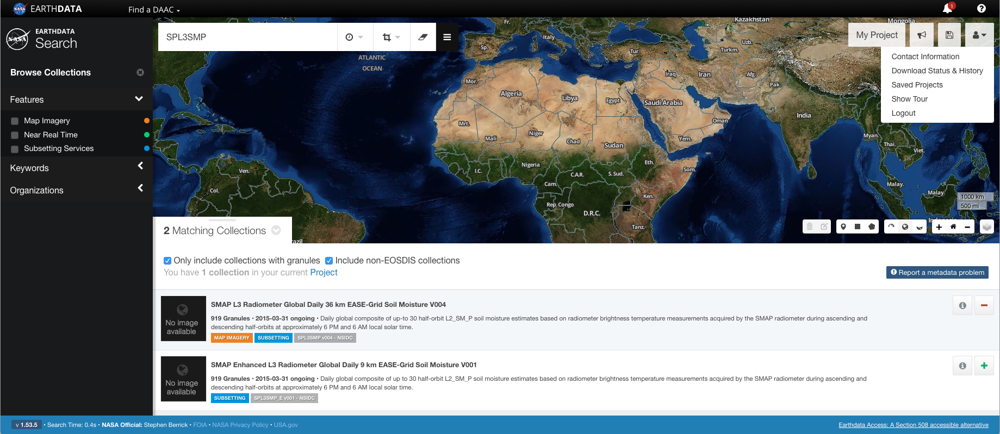 NASA EARTHDATA
Find a DAAC
1
NASA EARTHDATA
Search
SPL3SMP
My Project
Contact Information
Download Status & History
Saved Projects
Show Tour
Logout
Browse Collections
Features
Map Imagery
Near Real Time
Subsetting Services
Keywords
Organizations
Fr.
Kazakhstan
Mongolia
Italy
Uzb.
Sp.
Tur.
Turkm.
ATLANTIC
OCEAN
Iraq
Iran
Afg.
Mor.
Pak.
Algeria
Libya
Egypt
Saudi Arabia
India
Oman
Mrt.
Mali
Niger
Chad
Sudan
Yem.
Myan.
Thai.
Viet.
Nigeria
Eth.
Som.
Ven.
I.C.
C.A.R.
S. Sud.
Cam.
Malay.
Col.
Malay.
Ken.
1000 km
Rep. Congo
500 mi
D.R.C.
Tanz.
2 Matching Collections
azil
Only include collections with granules Include non-EOSDIS collections
You have 1 collection in your current Project
Report a metadata problem
No image
available
SMAP L3 Radiometer Global Daily 36 km EASE-Grid Soil Moisture V004
919 Granules • 2015-03-31 ongoing • Daily global composite of up-to 30 half-orbit L2_SM_P soil moisture estimates based on radiometer brightness temperature measurements acquired by the SMAP radiometer during ascending and
descending half-orbits at approximately 6 PM and 6 AM local solar time.
MAP IMAGERY SUBSETTING SPL3SMP v004 - NSIDC
No image
available
SMAP Enhanced L3 Radiometer Global Daily 9 km EASE-Grid Soil Moisture V001
919 Granules • 2015-03-31 ongoing • Daily global composite of up to 30 half-orbit L2_SM_P soil moisture estimates based on radiometer brightness temperature measurements acquired by the SMAP radiometer during ascending and
descending half-orbits at approximately 6 PM and 6 AM local solar time.
SUBSETTING SPL3SMP_E v001 - NSIDC
v 1.53.5 • Search Time: 0.4s • NASA Official: Stephen Berrick • FOIA • NASA Privacy Policy • USA.gov
Earthdata Access: A Section 508 accessible alternative